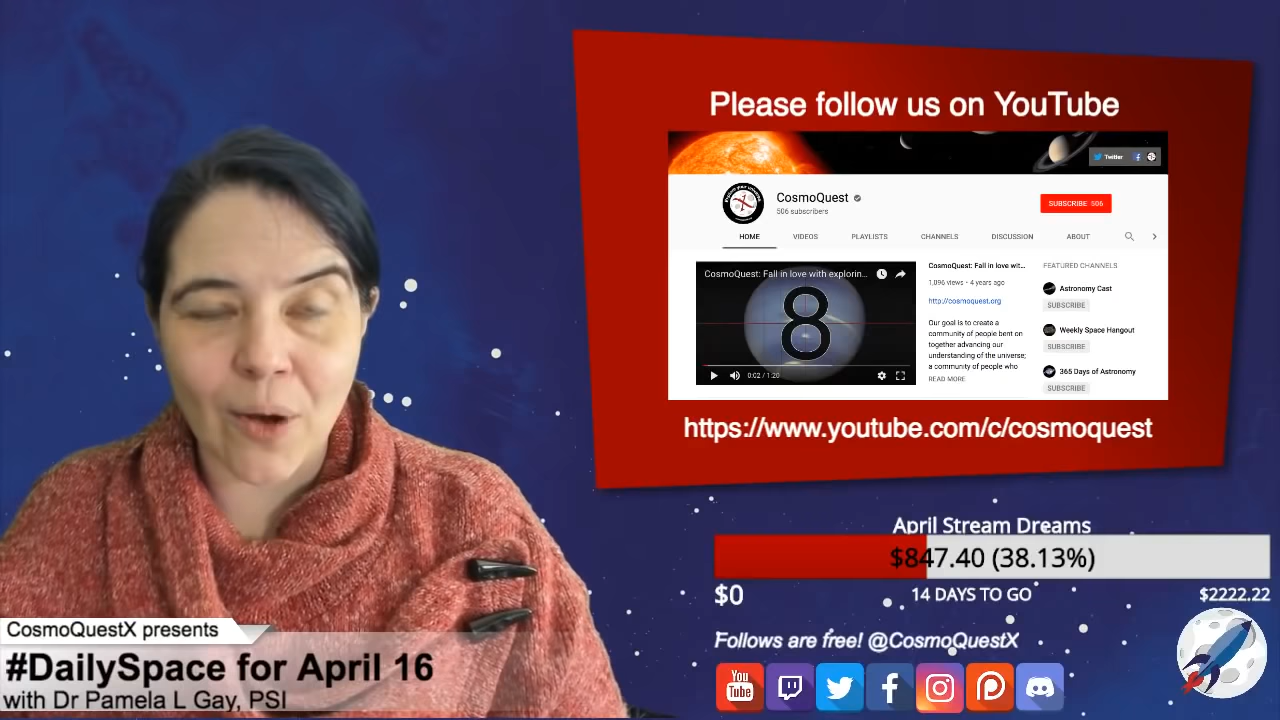 Please follow us on YouTube
Twitter
CosmoQuest
506 subscribers
SUBSCRIBE 506
HOME VIDEOS PLAYLISTS CHANNELS DISCUSSION ABOUT
CosmoQuest: Fall in love with explorin...
8
0:02 / 1:20
CosmoQuest: Fall in love wit...
1,096 views • 4 years ago
http://cosmoquest.org
Our goal is to create a
community of people bent on
together advancing our
understanding of the universe;
a community of people who
READ MORE
FEATURED CHANNELS
Astronomy Cast
SUBSCRIBE
Weekly Space Hangout
SUBSCRIBE
365 Days of Astronomy
SUBSCRIBE
https://www.youtube.com/c/cosmoquest
April Stream Dreams
$847.40 (38.13%)
$0 14 DAYS TO GO $2222.22
Follows are free! @CosmoQuestX
You
Tube
CosmoQuestX presents
#DailySpace for April 16
with Dr Pamela L Gay, PSI